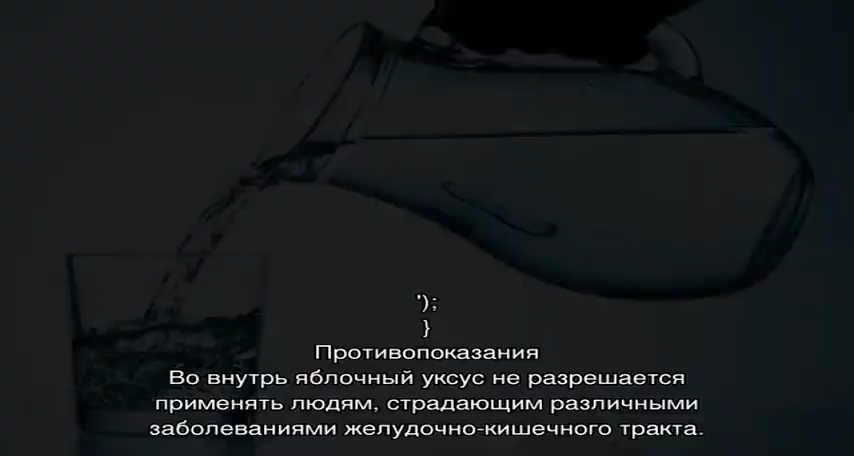 ');
}
Противопоказания
Во внутрь яблочный уксус не разрешается
применять людям, страдающим различными
заболеваниями желудочно-кишечного тракта.